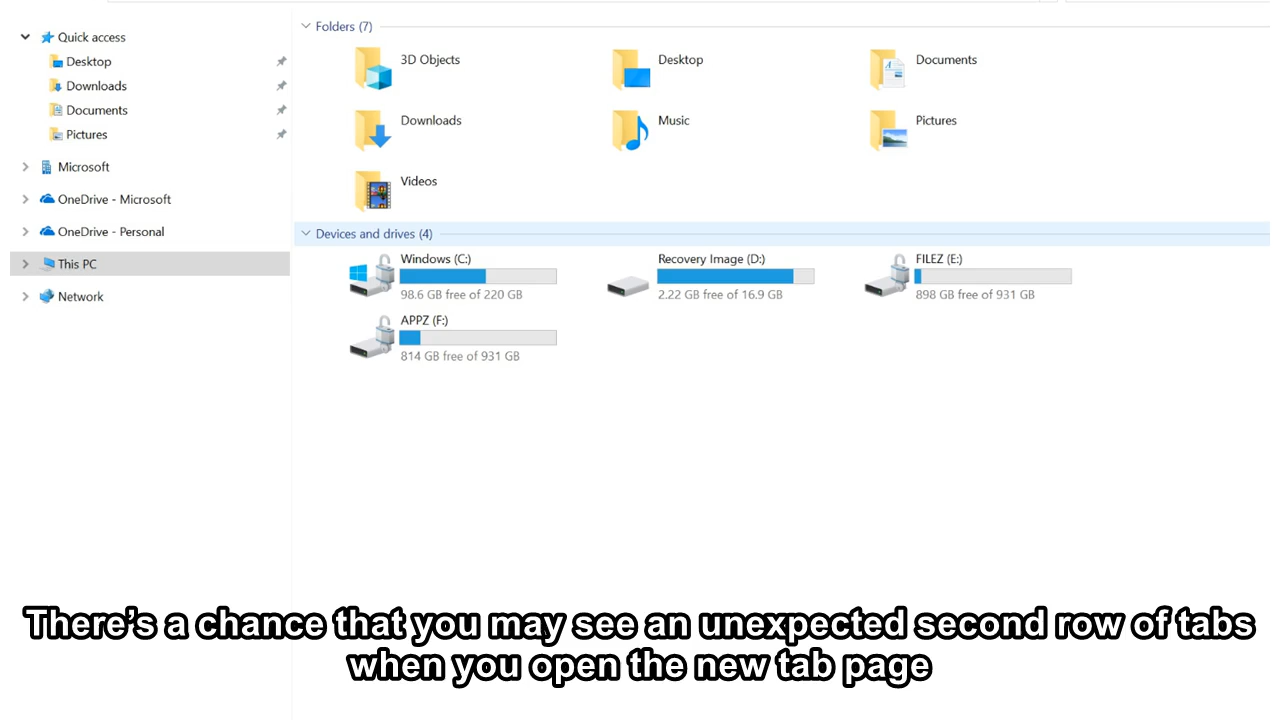 Quick access
Desktop
Downloads
Documents
Pictures
Microsoft
OneDrive - Microsoft
OneDrive - Personal
This PC
Network
Folders (7)
3D Objects
Desktop
Documents
Downloads
Music
Pictures
Videos
Devices and drives (4)
Windows (C:)
98.6 GB free of 220 GB
Recovery Image (D:)
2.22 GB free of 16.9 GB
FILEZ (E:)
898 GB free of 931 GB
APPZ (F:)
814 GB free of 931 GB
There's a chance that you may see an unexpected second row of tabs
when you open the new tab page